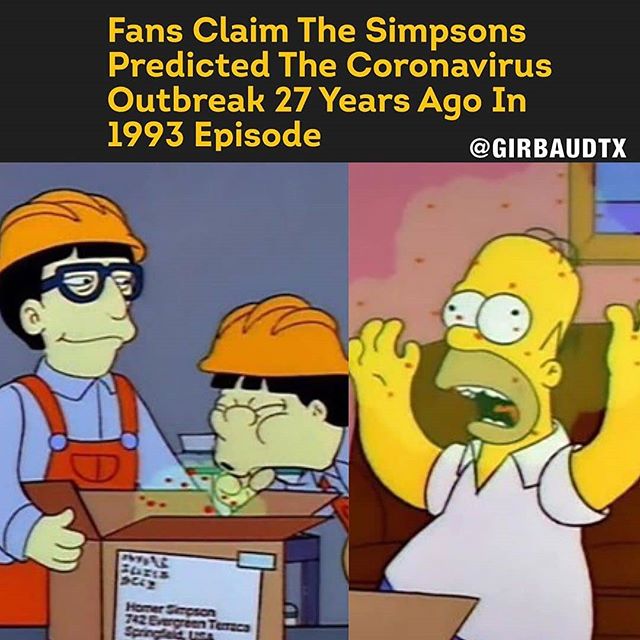 Fans Claim The Simpsons
Predicted The Coronavirus
Outbreak 27 Years Ago In
1993 Episode
@GIRBAUDTX
Homer Simpson
742 Evergreen Terrace
Springfield, USA